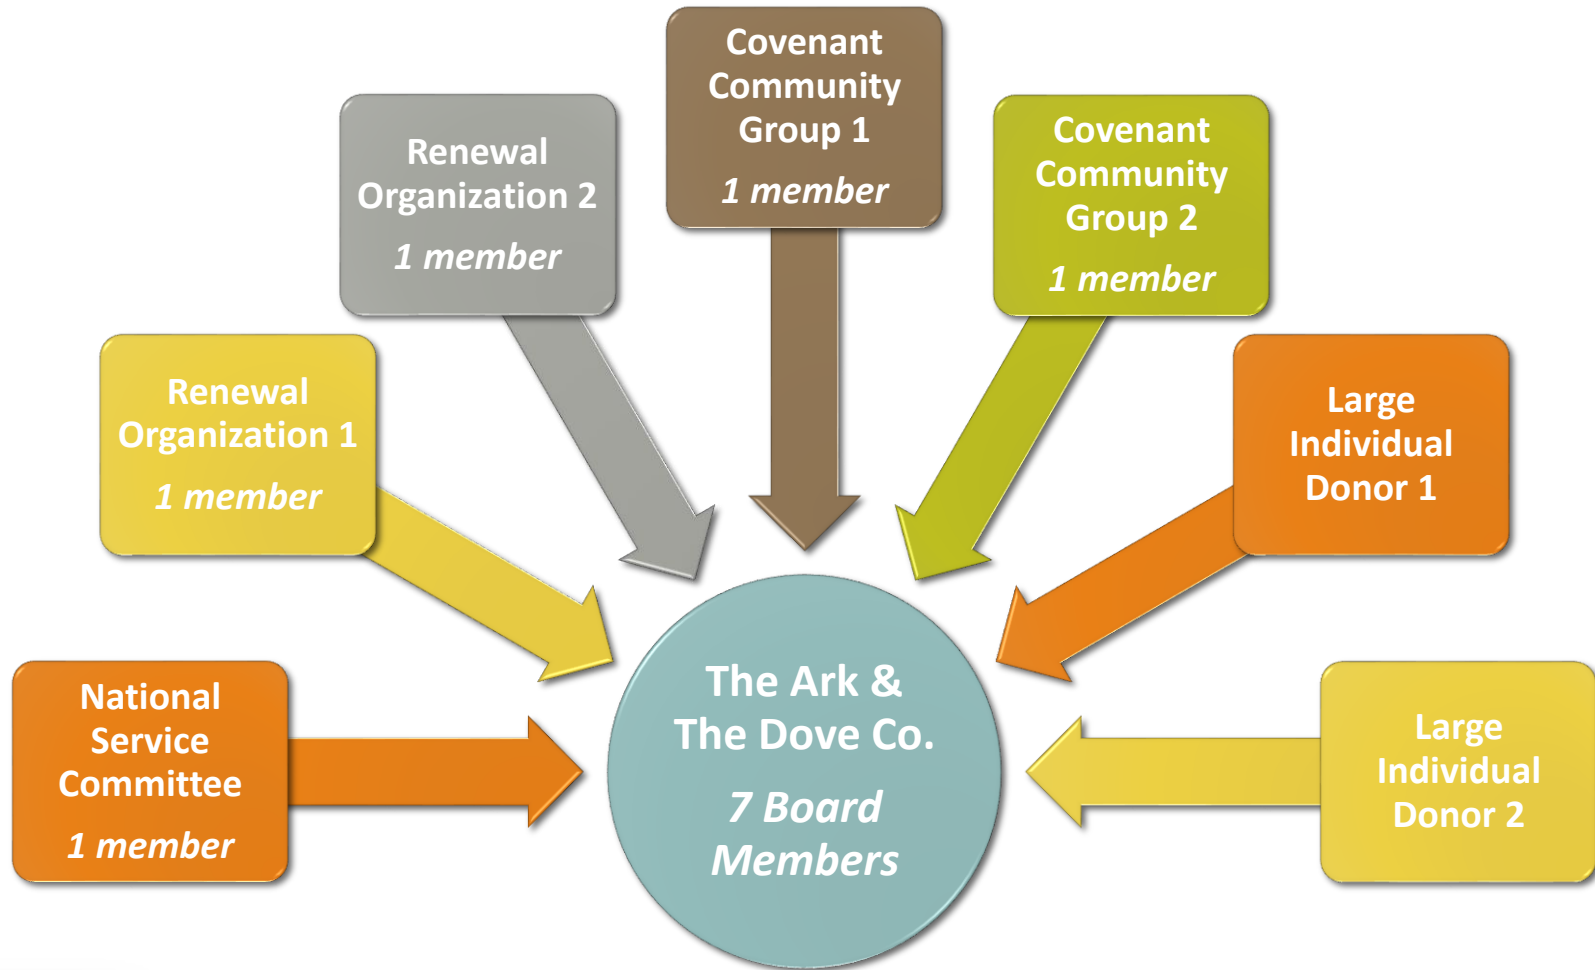 Covenant
Community
Group 1
1 member
Renewal
Organization 2
1 member
Covenant
Community
Group 2
1 member
Renewal
Organization 1
1 member
Large
Individual
Donor 1
National
Service
Committee
1 member
The Ark &
The Dove Co.
7 Board
Members
Large
Individual
Donor 2